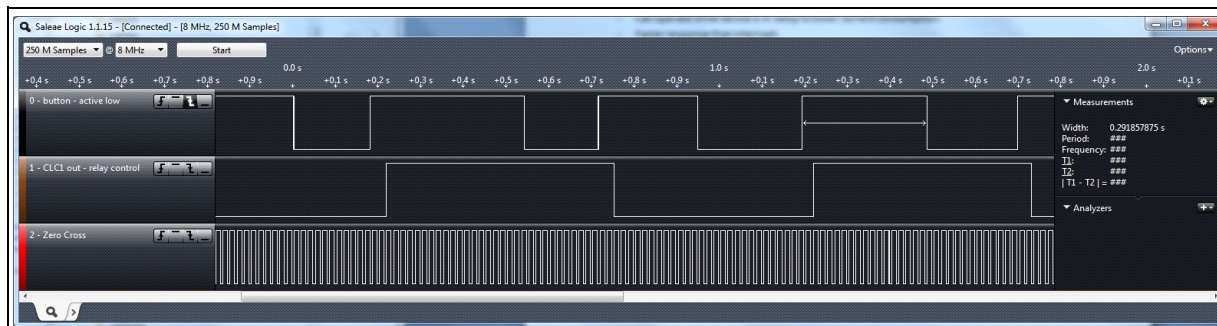 Saleae Logic 1.1.15 - [Connected] - [8 MHz, 250 M Samples]
250 M Samples @ 8 MHz Start Options
0.0 s 1.0 s 2.0 s
+0,4 s +0,5 s +0,6 s +0,7 s +0,8 s +0,9 s +0,1 s +0,2 s +0,3 s +0,4 s +0,5 s +0,6 s +0,7 s +0,8 s +0,9 s +0,1 s +0,2 s +0,3 s +0,4 s +0,5 s +0,6 s +0,7 s +0,8 s +0,9 s +0,1 s
0 - button - active low
1 - CLC1 out - relay control
2 - Zero Cross
Measurements
Width: 0.291857875 s
Period: ###
Frequency: ###
T1: ###
T2: ###
| T1 - T2 | = ###
Analyzers